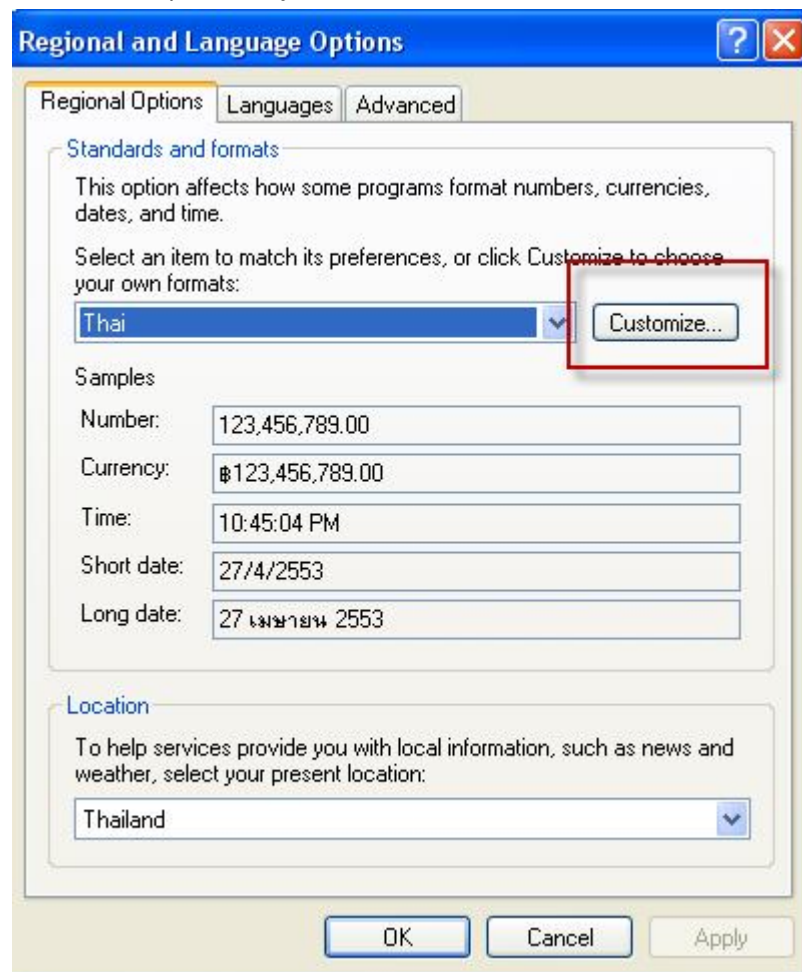 Regional and Language Options
Regional Options Languages Advanced
Standards and formats
This option affects how some programs format numbers, currencies,
dates, and time.
Select an item to match its preferences, or click Customize to choose
your own formats:
Thai Customize...
Samples
Number: 123,456,789.00
Currency: ฿123,456,789.00
Time: 10:45:04 PM
Short date: 27/4/2553
Long date: 27 เมษายน 2553
Location
To help services provide you with local information, such as news and
weather, select your present location:
Thailand
OK Cancel Apply